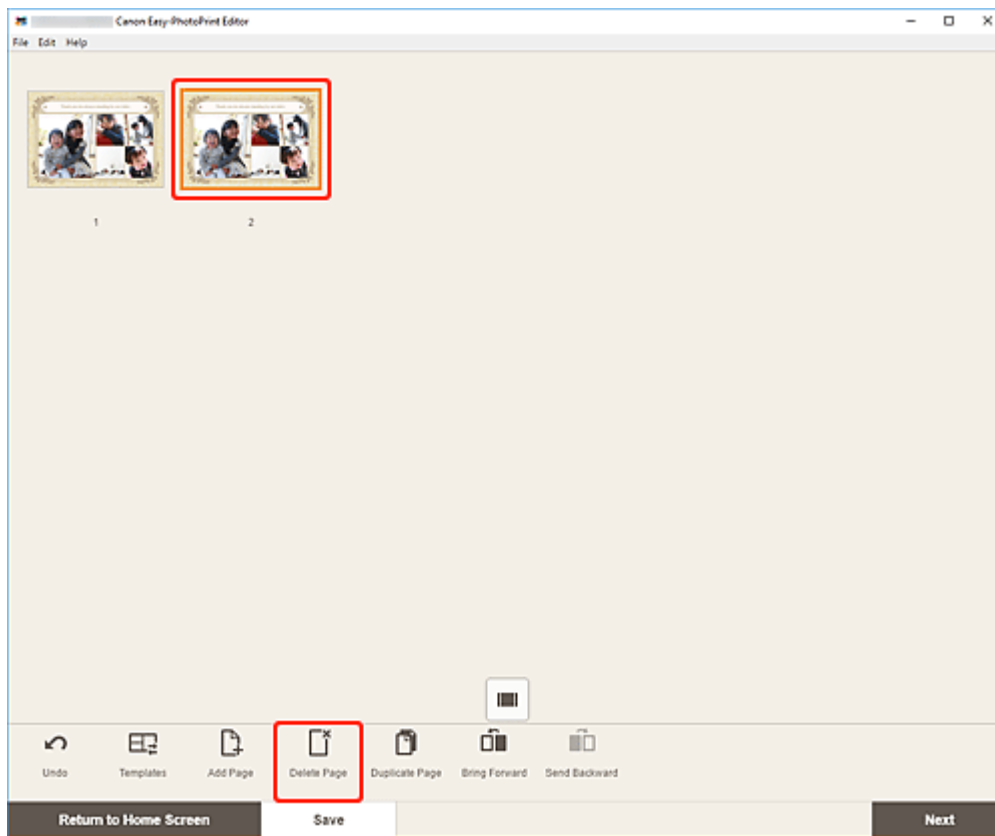 Canon Easy-PhotoPrint Editor
File Edit Help
1 2
Undo Templates Add Page Delete Page Duplicate Page Bring Forward Send Backward
Return to Home Screen Save Next